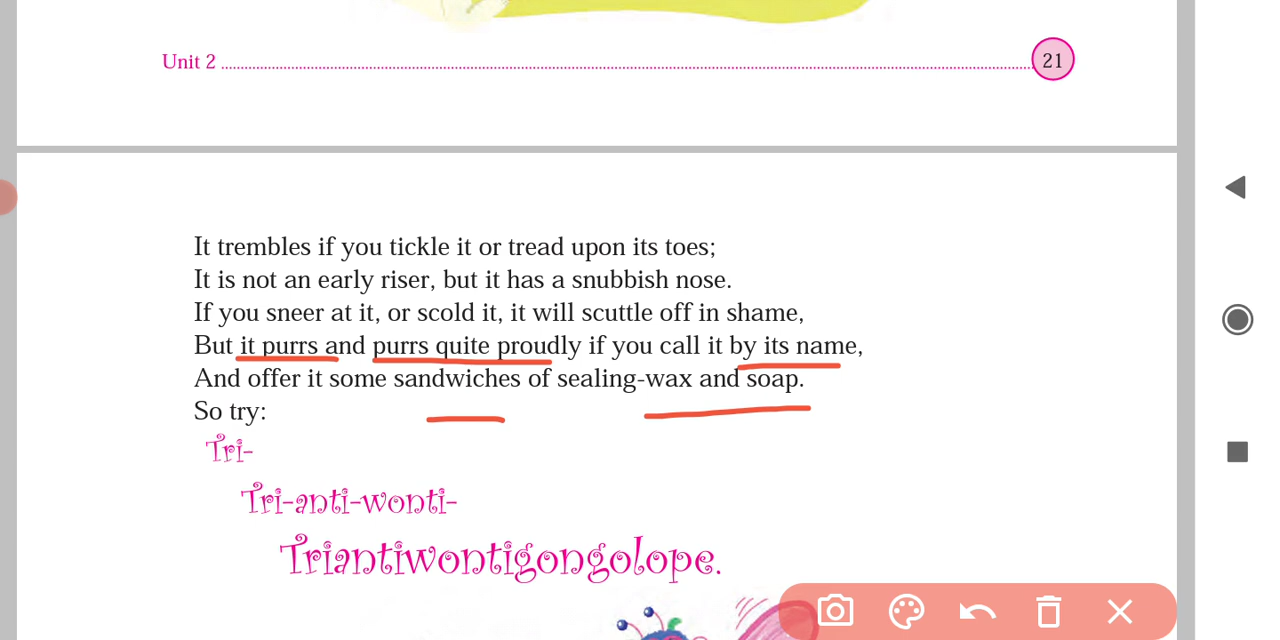 Unit 2 21
It trembles if you tickle it or tread upon its toes;
It is not an early riser, but it has a snubbish nose.
If you sneer at it, or scold it, it will scuttle off in shame,
But it purrs and purrs quite proudly if you call it by its name,
And offer it some sandwiches of sealing-wax and soap.
So try:
Tri-
Tri-anti-wonti-
Triantiwontigongolope.